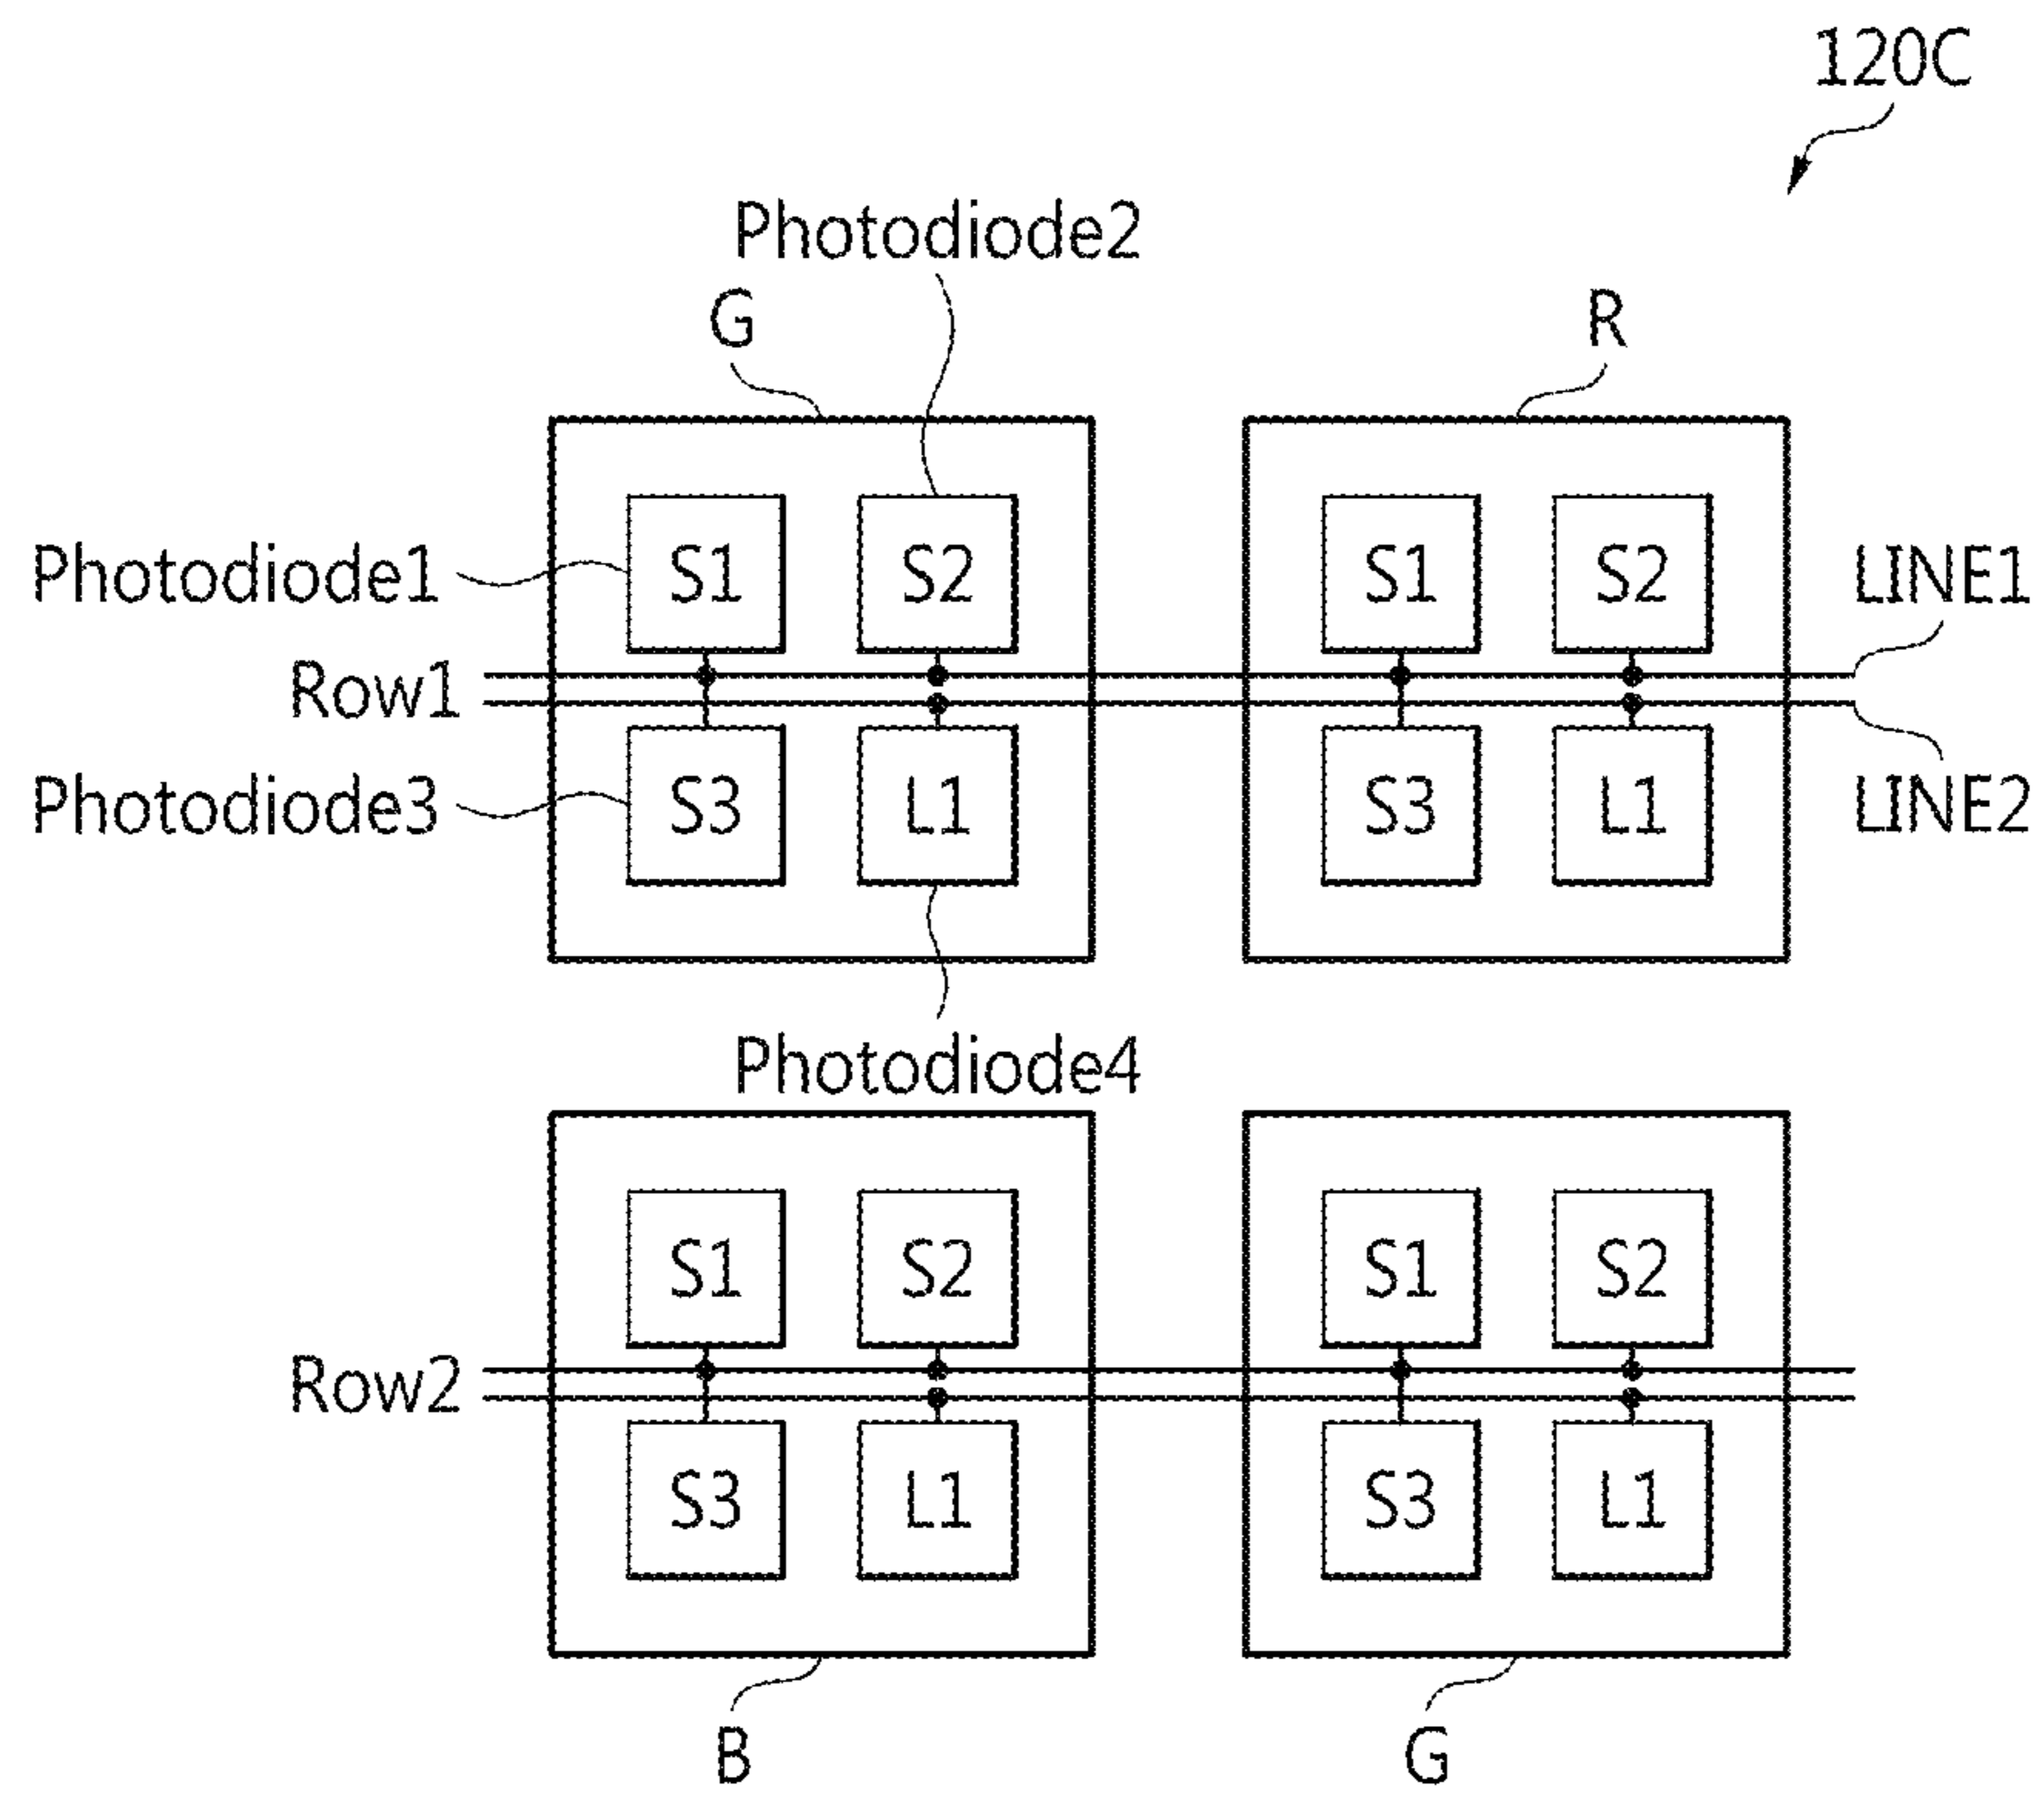 120C
Photodiode2
G R
Photodiode1 S1 S2 S1 S2 LINE1
Row1
Photodiode3 S3 L1 S3 L1 LINE2
Photodiode4
S1 S2 S1 S2
Row2
S3 L1 S3 L1
B G